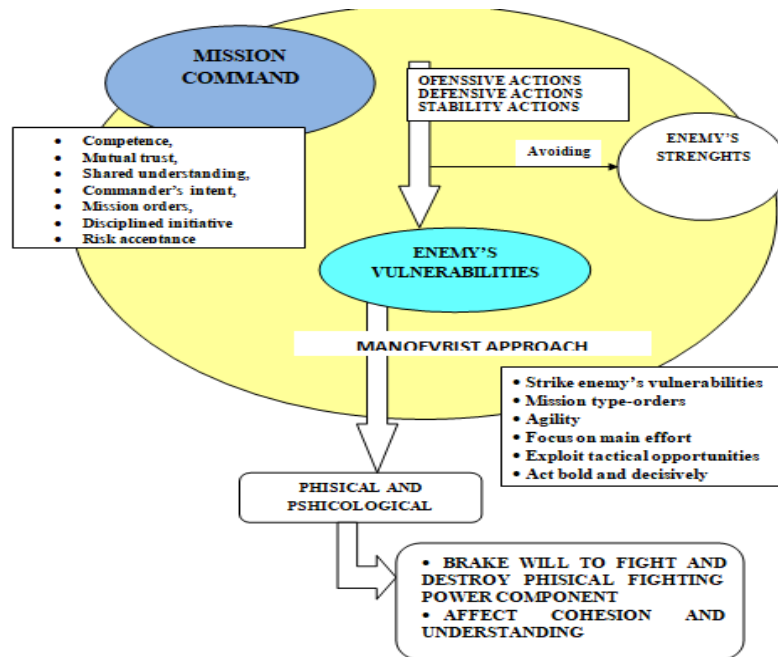 MISSION
COMMAND
OFENSSIVE ACTIONS
DEFENSIVE ACTIONS
STABILITY ACTIONS
• Competence,
• Mutual trust,
• Shared understanding,
• Commander's intent,
• Mission orders,
• Disciplined initiative
• Risk acceptance
Avoiding
ENEMY'S
STRENGHTS
ENEMY'S
VULNERABILITIES
MANOEVRIST APPROACH
• Strike enemy's vulnerabilities
• Mission type-orders
• Agility
• Focus on main effort
• Exploit tactical opportunities
• Act bold and decisively
PHISICAL AND
PSHICOLOGICAL
• BRAKE WILL TO FIGHT AND
DESTROY PHISICAL FIGHTING
POWER COMPONENT
• AFFECT COHESION AND
UNDERSTANDING